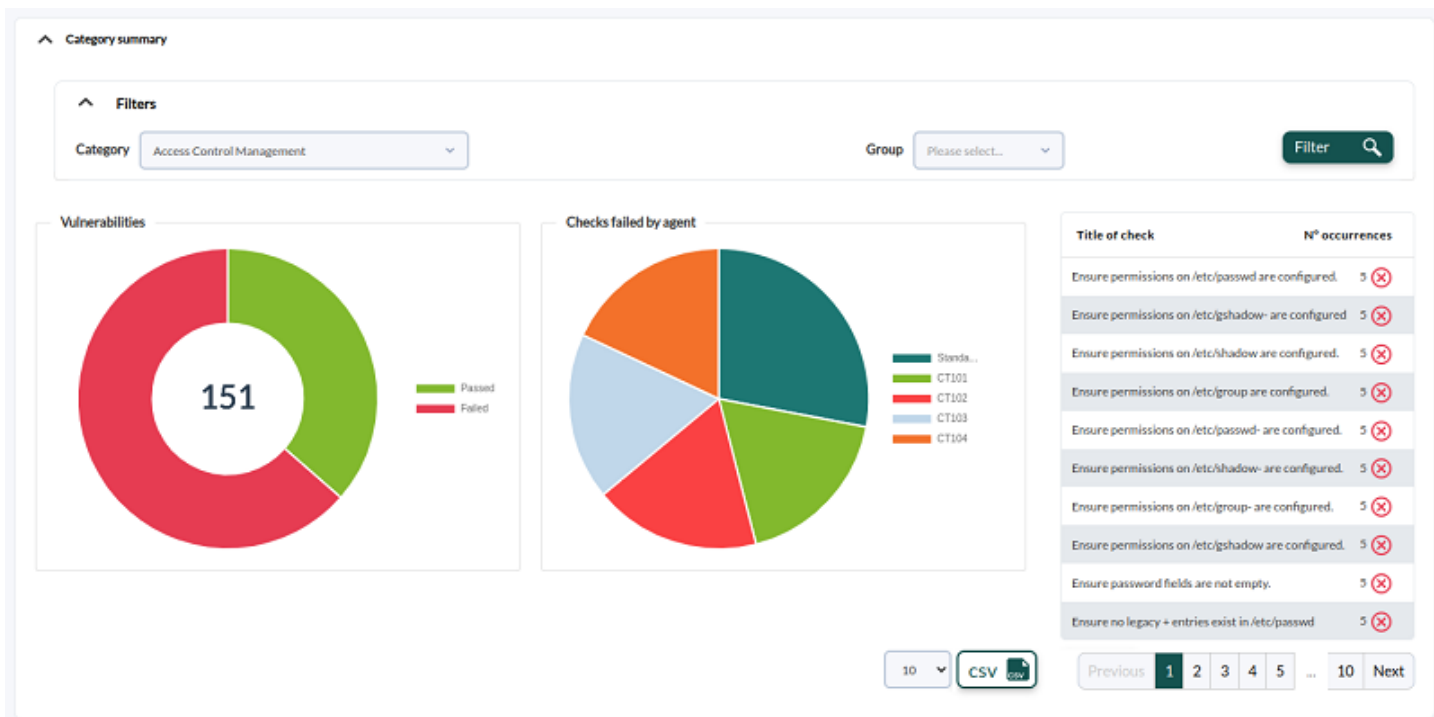 Category summary
Filters
Category Access Control Management Group Please select... Filter
Vulnerabilities
151
Passed
Failed
Checks failed by agent
Standa...
CT101
CT102
CT103
CT104
Title of check N° occurrences
Ensure permissions on /etc/passwd are configured. 5
Ensure permissions on /etc/gshadow- are configured 5
Ensure permissions on /etc/shadow are configured. 5
Ensure permissions on /etc/group are configured. 5
Ensure permissions on /etc/passwd- are configured. 5
Ensure permissions on /etc/shadow- are configured. 5
Ensure permissions on /etc/group- are configured. 5
Ensure permissions on /etc/gshadow are configured. 5
Ensure password fields are not empty. 5
Ensure no legacy + entries exist in /etc/passwd 5
10 CSV CSV Previous 1 2 3 4 5 ... 10 Next